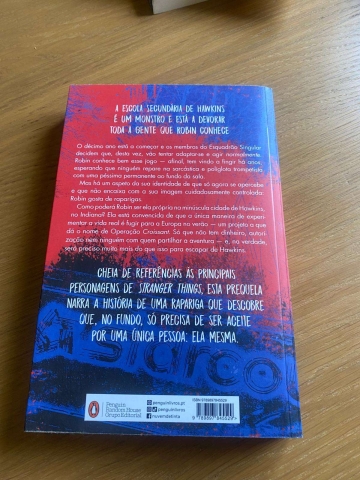 A ESCOLA SECUNDÁRIA DE HAWKINS
É UM MONSTRO E ESTÁ A DEVORAR
TODA A GENTE QUE ROBIN CONHECE
O décimo ano está a começar e os membros do Esquadrão Singular
decidem que, desta vez, vão tentar adaptar-se e agir normalmente.
Robin conhece bem esse jogo — afinal, tem vindo a fingir há anos,
esperando que ninguém repare na sarcástica e poliglota trompetista
com uma péssima permanente ao fundo da sala.
Mas há um aspeto da sua identidade de que só agora se apercebe
e que não encaixa com a sua imagem cuidadosamente controlada.
Robin gosta de raparigas.
Como poderá Robin ser ela própria na minúscula cidade de Hawkins,
no Indiana? Ela está convencida de que a única maneira de experi-
mentar a vida real é fugir para a Europa no verão — um projeto a que
dá o nome de Operação Croissant. Só que não tem dinheiro, autori-
zação nem ninguém com quem partilhar a aventura — e, na verdade,
será preciso muito mais do que isso para escapar de Hawkins.
CHEIA DE REFERÊNCIAS ÀS PRINCIPAIS
PERSONAGENS DE STRANGER THINGS, ESTA PREQUELA
NARRA A HISTÓRIA DE UMA RAPARIGA QUE DESCOBRE
QUE, NO FUNDO, SÓ PRECISA DE SER ACEITE
POR UMA ÚNICA PESSOA: ELA MESMA.
Starco
Penguin
Random House
Grupo Editorial
penguinlivros.pt
penguinlivros
nuvemdetinta